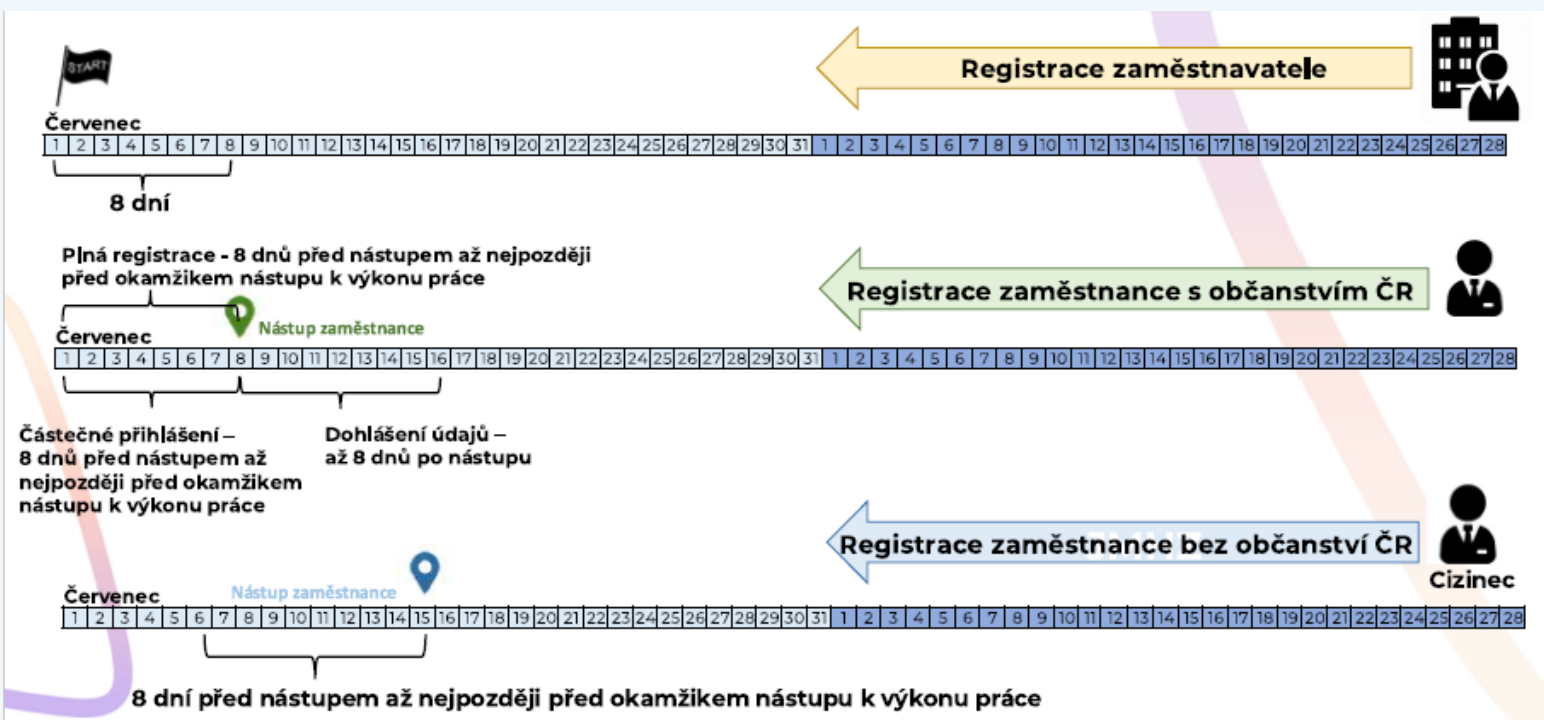 START
Registrace zaměstnavatele
Červenec
1 2 3 4 5 6 7 8 9 10 11 12 13 14 15 16 17 18 19 20 21 22 23 24 25 26 27 28 29 30 31 1 2 3 4 5 6 7 8 9 10 11 12 13 14 15 16 17 18 19 20 21 22 23 24 25 26 27 28
8 dní
Plná registrace - 8 dnů před nástupem až nejpozději
před okamžikem nástupu k výkonu práce
Registrace zaměstnance s občanstvím ČR
Nástup zaměstnance
Červenec
1 2 3 4 5 6 7 8 9 10 11 12 13 14 15 16 17 18 19 20 21 22 23 24 25 26 27 28 29 30 31 1 2 3 4 5 6 7 8 9 10 11 12 13 14 15 16 17 18 19 20 21 22 23 24 25 26 27 28
Částečné přihlášení –
8 dnů před nástupem až
nejpozději před okamžikem
nástupu k výkonu práce
Dohlášení údajů –
až 8 dnů po nástupu
Registrace zaměstnance bez občanství ČR
Cizinec
Nástup zaměstnance
Červenec
1 2 3 4 5 6 7 8 9 10 11 12 13 14 15 16 17 18 19 20 21 22 23 24 25 26 27 28 29 30 31 1 2 3 4 5 6 7 8 9 10 11 12 13 14 15 16 17 18 19 20 21 22 23 24 25 26 27 28
8 dní před nástupem až nejpozději před okamžikem nástupu k výkonu práce